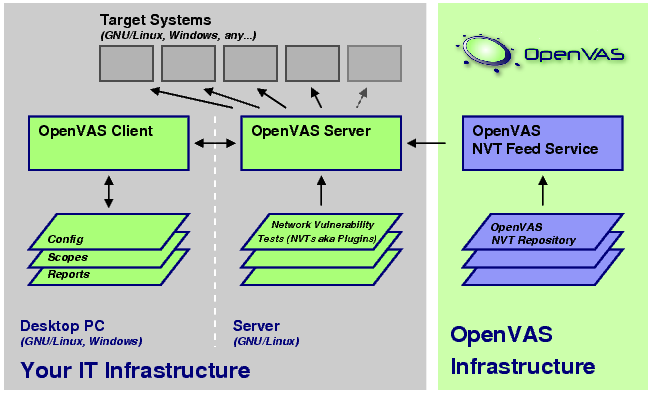 Target Systems
(GNU/Linux, Windows, any...)
OpenVAS
OpenVAS Client
OpenVAS Server
OpenVAS
NVT Feed Service
Config
Scopes
Reports
Network Vulnerability
Tests (NVTs aka Plugins)
OpenVAS
NVT Repository
Desktop PC
(GNU/Linux, Windows)
Server
(GNU/Linux)
Your IT Infrastructure
OpenVAS
Infrastructure